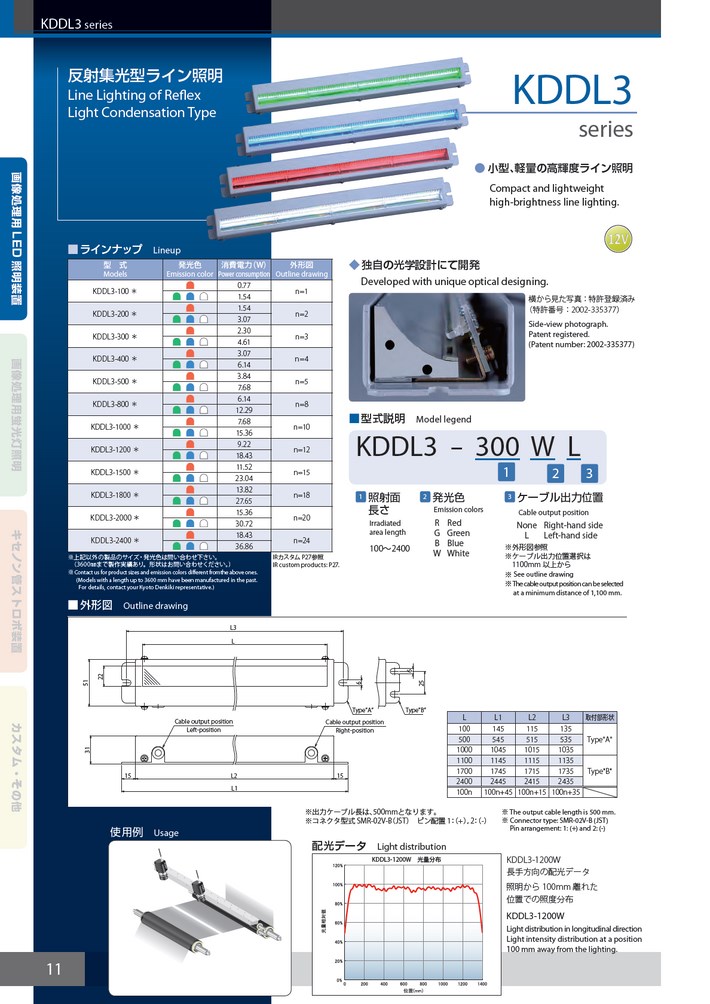 KDDL3 series
反射集光型ライン照明
Line Lighting of Reflex
Light Condensation Type
KDDL3
series
● 小型、軽量の高輝度ライン照明
Compact and lightweight
high-brightness line lighting.
12V
画像処理用LED照明装置
画像処理用蛍光灯照明
キセノン管ストロボ装置
カスタム・その他
■ ラインナップ Lineup
型 式 発光色 消費電力(W) 外形図
Models Emission color Power consumption Outline drawing
KDDL3-100 ＊ 0.77 1.54 n=1
KDDL3-200 ＊ 1.54 3.07 n=2
KDDL3-300 ＊ 2.30 4.61 n=3
KDDL3-400 ＊ 3.07 6.14 n=4
KDDL3-500 ＊ 3.84 7.68 n=5
KDDL3-800 ＊ 6.14 12.29 n=8
KDDL3-1000 ＊ 7.68 15.36 n=10
KDDL3-1200 ＊ 9.22 18.43 n=12
KDDL3-1500 ＊ 11.52 23.04 n=15
KDDL3-1800 ＊ 13.82 27.65 n=18
KDDL3-2000 ＊ 15.36 30.72 n=20
KDDL3-2400 ＊ 18.43 36.86 n=24
※上記以外の製品のサイズ・発光色は問い合わせ下さい。
(3600㎜まで製作実績あり。形状はお問い合わせください。)
※ Contact us for product sizes and emission colors different from the above ones.
(Models with a length up to 3600 mm have been manufactured in the past.
For details, contact your Kyoto Denkiki representative.)
IRカスタム P27参照
IR custom products: P27.
◆ 独自の光学設計にて開発
Developed with unique optical designing.
横から見た写真：特許登録済み
（特許番号：2002-335377）
Side-view photograph.
Patent registered.
(Patent number: 2002-335377)
■ 型式説明 Model legend
KDDL3 – 300 W L
1 2 3
1 照射面長さ
Irradiated
area length
100〜2400
2 発光色
Emission colors
R Red
G Green
B Blue
W White
3 ケーブル出力位置
Cable output position
None Right-hand side
L Left-hand side
※外形図参照
※ケーブル出力位置選択は
1100mm 以上から
※ See outline drawing
※ The cable output position can be selected
at a minimum distance of 1,100 mm.
■ 外形図 Outline drawing
L3
L
51
22
6
6
25
Type"A"
Type"B"
Cable output position
Left-position
Cable output position
Right-position
31
15 L2 15
L1
L L1 L2 L3 取付部形状
100 145 115 135
500 545 515 535 Type"A"
1000 1045 1015 1035
1100 1145 1115 1135
1700 1745 1715 1735 Type"B"
2400 2445 2415 2435
100n 100n+45 100n+15 100n+35
※出力ケーブル長は、500mmとなります。
※コネクタ型式 SMR-02V-B (JST) ピン配置 1：(+)、2：(-)
※ The output cable length is 500 mm.
※ Connector type: SMR-02V-B (JST)
Pin arrangement: 1: (+) and 2: (-)
使用例 Usage
配光データ Light distribution
KDDL3-1200W 光量分布
120%
100%
80%
60%
40%
20%
0%
光量相対値
0 200 400 600 800 1000 1200 1400
位置(mm)
KDDL3-1200W
長手方向の配光データ
照明から 100mm 離れた
位置での照度分布
KDDL3-1200W
Light distribution in longitudinal direction
Light intensity distribution at a position
100 mm away from the lighting.
11